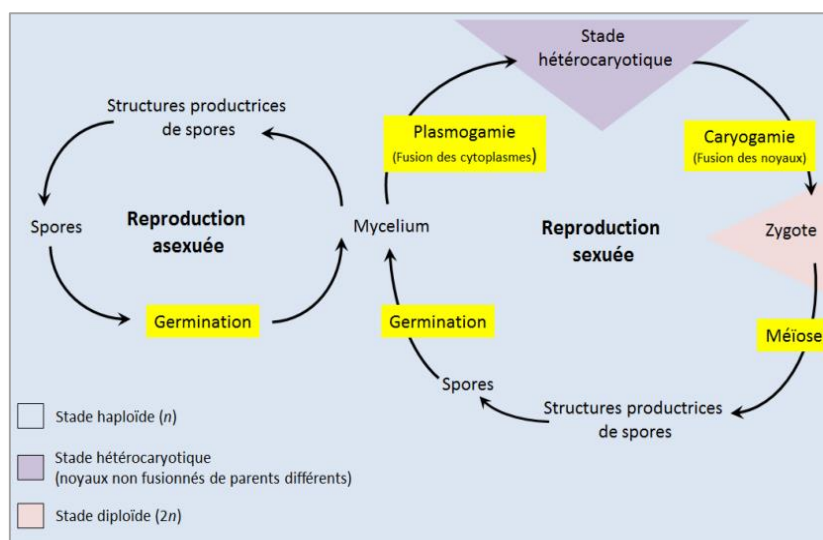 Stade
hétérocaryotique
Structures productrices
de spores
Plasmogamie
(Fusion des cytoplasmes)
Caryogamie
(Fusion des noyaux)
Spores
Reproduction
asexuée
Mycelium
Reproduction
sexuée
Zygote
Germination
Germination
Méïose
Spores
Structures productrices
de spores
Stade haploïde (n)
Stade hétérocaryotique
(noyaux non fusionnés de parents différents)
Stade diploïde (2n)